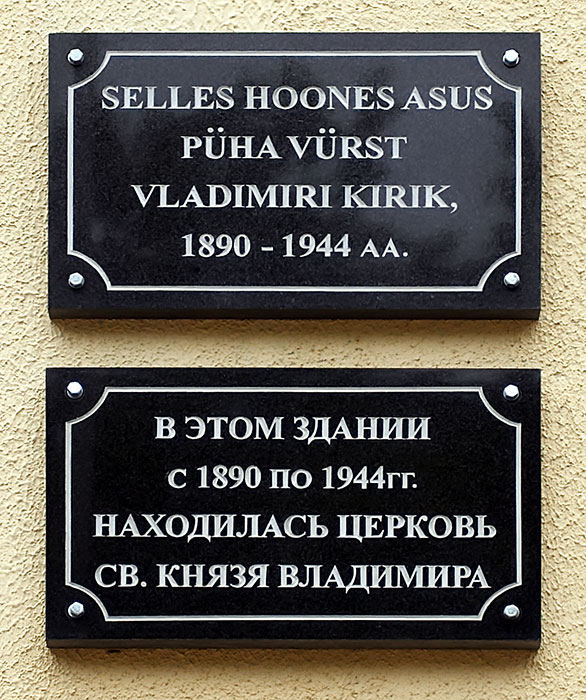 SELLES HOONES ASUS
PÜHA VÜRST
VLADIMIRI KIRIK,
1890 - 1944 AA.
В ЭТОМ ЗДАНИИ
С 1890 ПО 1944ГГ.
НАХОДИЛАСЬ ЦЕРКОВЬ
СВ. КНЯЗЯ ВЛАДИМИРА